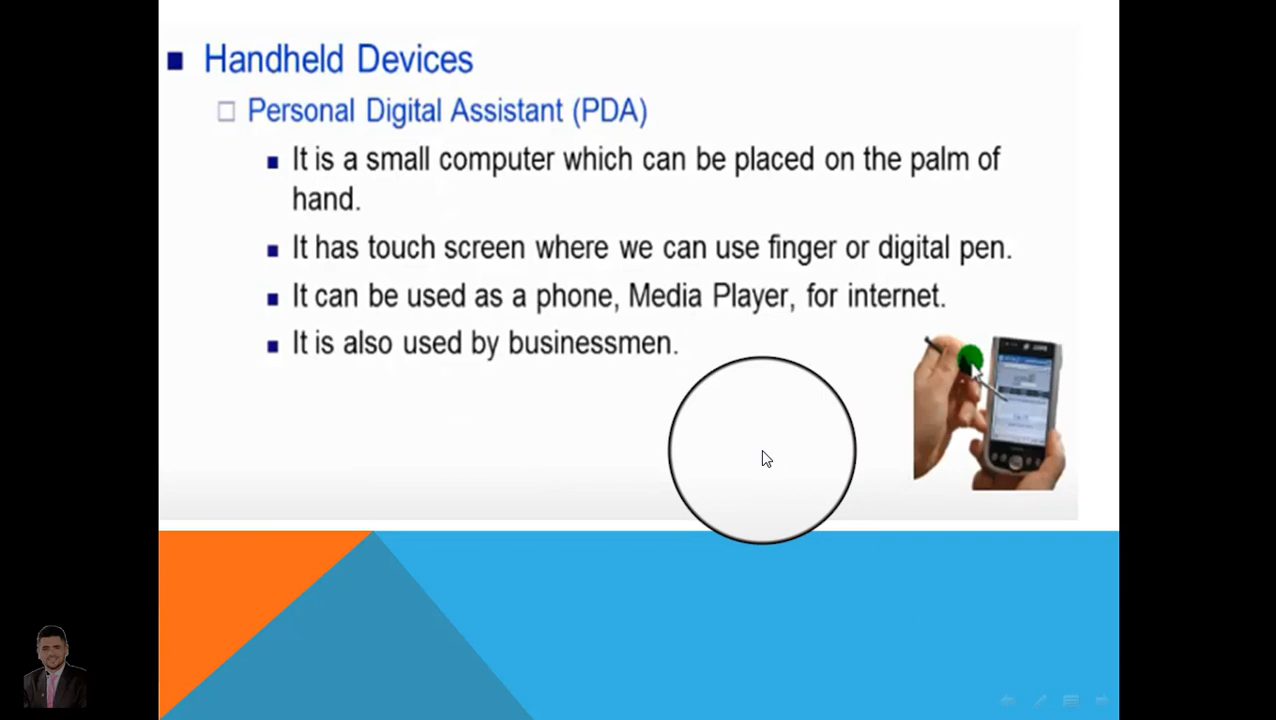 Handheld Devices
Personal Digital Assistant (PDA)
It is a small computer which can be placed on the palm of
hand.
It has touch screen where we can use finger or digital pen.
It can be used as a phone, Media Player, for internet.
It is also used by businessmen.